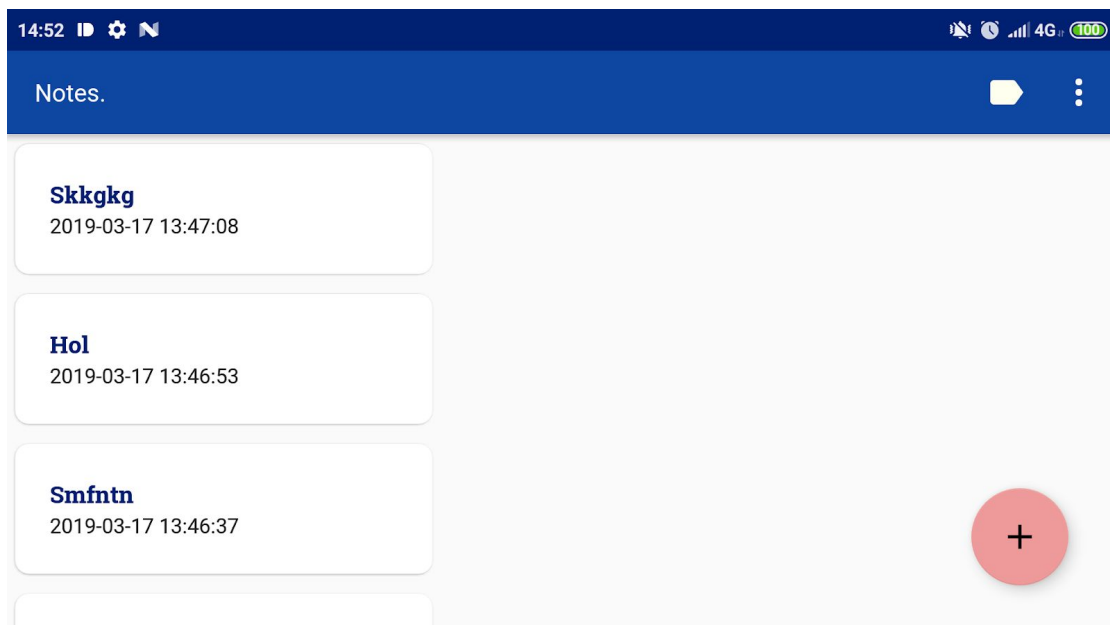 14:52 4G 100
Notes.
Skkgkg
2019-03-17 13:47:08
Hol
2019-03-17 13:46:53
Smfntn
2019-03-17 13:46:37